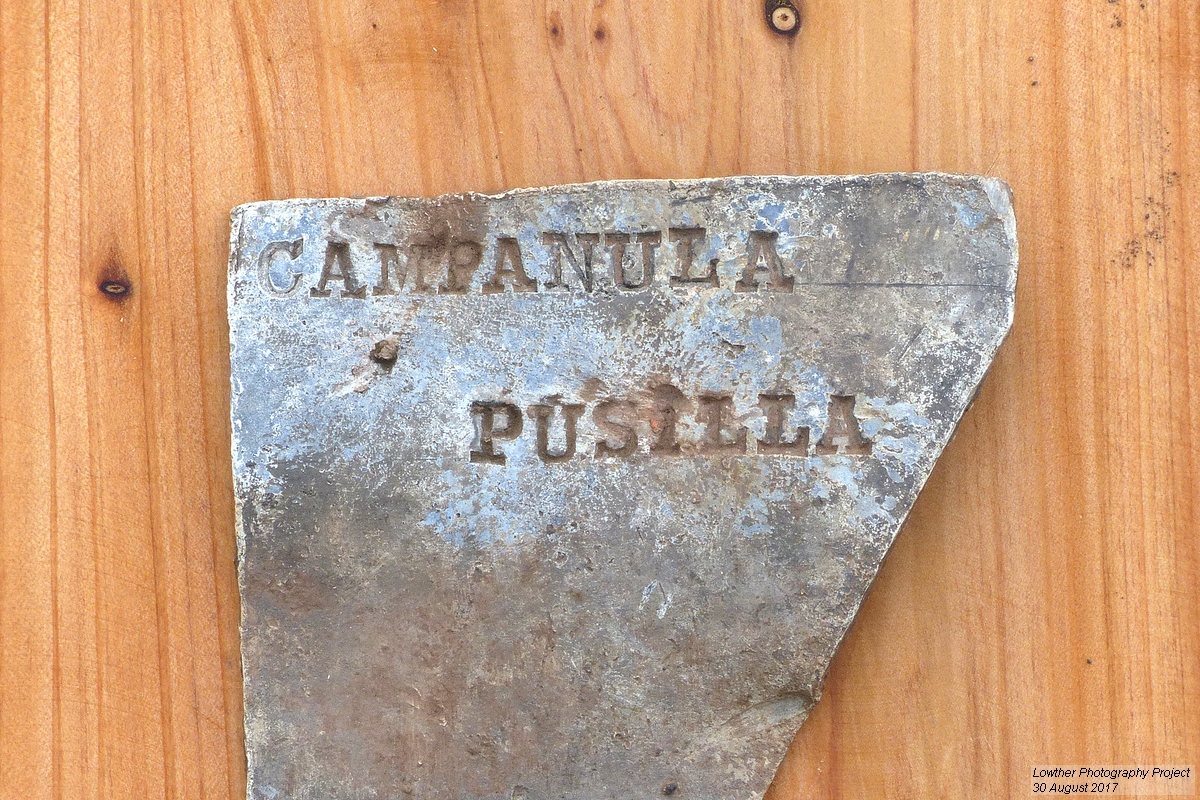 CAMPANULA
PUSILLA
Lowther Photography Project
30 August 2017